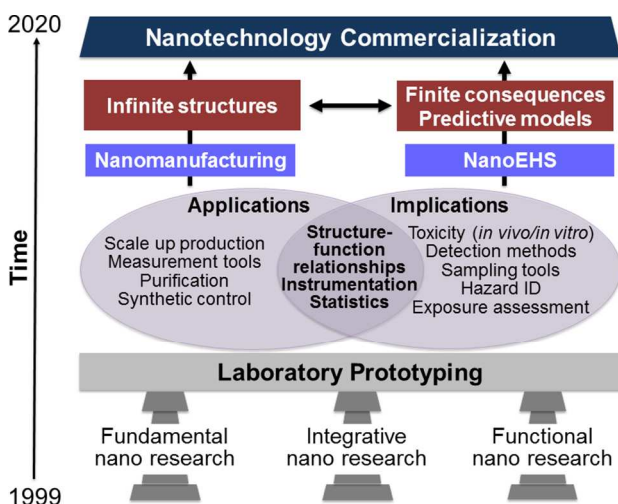 2020
Nanotechnology Commercialization
Infinite structures
Finite consequences
Predictive models
Nanomanufacturing
NanoEHS
Applications
Scale up production
Measurement tools
Purification
Synthetic control
Structure-
function
relationships
Instrumentation
Statistics
Implications
Toxicity (in vivo/in vitro)
Detection methods
Sampling tools
Hazard ID
Exposure assessment
Time
Laboratory Prototyping
Fundamental
nano research
Integrative
nano research
Functional
nano research
1999